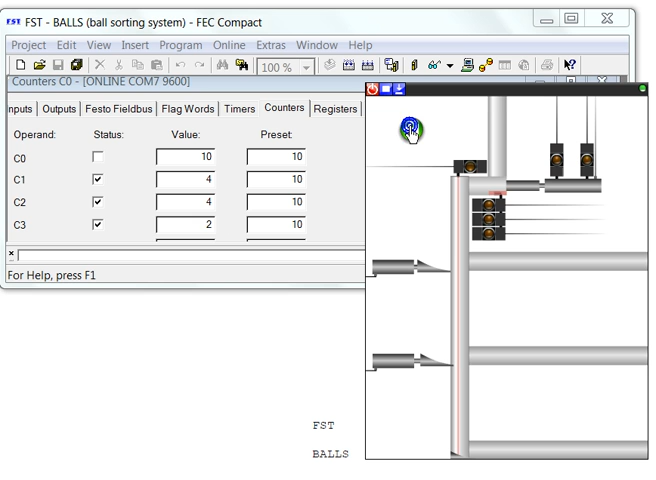 FST FST - BALLS (ball sorting system) - FEC Compact
Project Edit View Insert Program Online Extras Window Help
100 %
Counters C0 - [ONLINE COM7 9600]
nputs Outputs Festo Fieldbus Flag Words Timers Counters Registers
Operand: Status: Value: Preset:
C0 10 10
C1 4 10
C2 4 10
C3 2 10
For Help, press F1
FST
BALLS